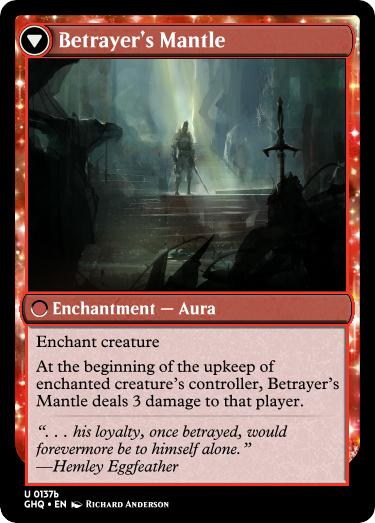 Betrayer's Mantle
Enchantment — Aura
Enchant creature
At the beginning of the upkeep of
enchanted creature's controller, Betrayer's
Mantle deals 3 damage to that player.
“. . . his loyalty, once betrayed, would
forevermore be to himself alone.”
—Hemley Eggfeather
U 0137b
GHQ • EN Richard Anderson